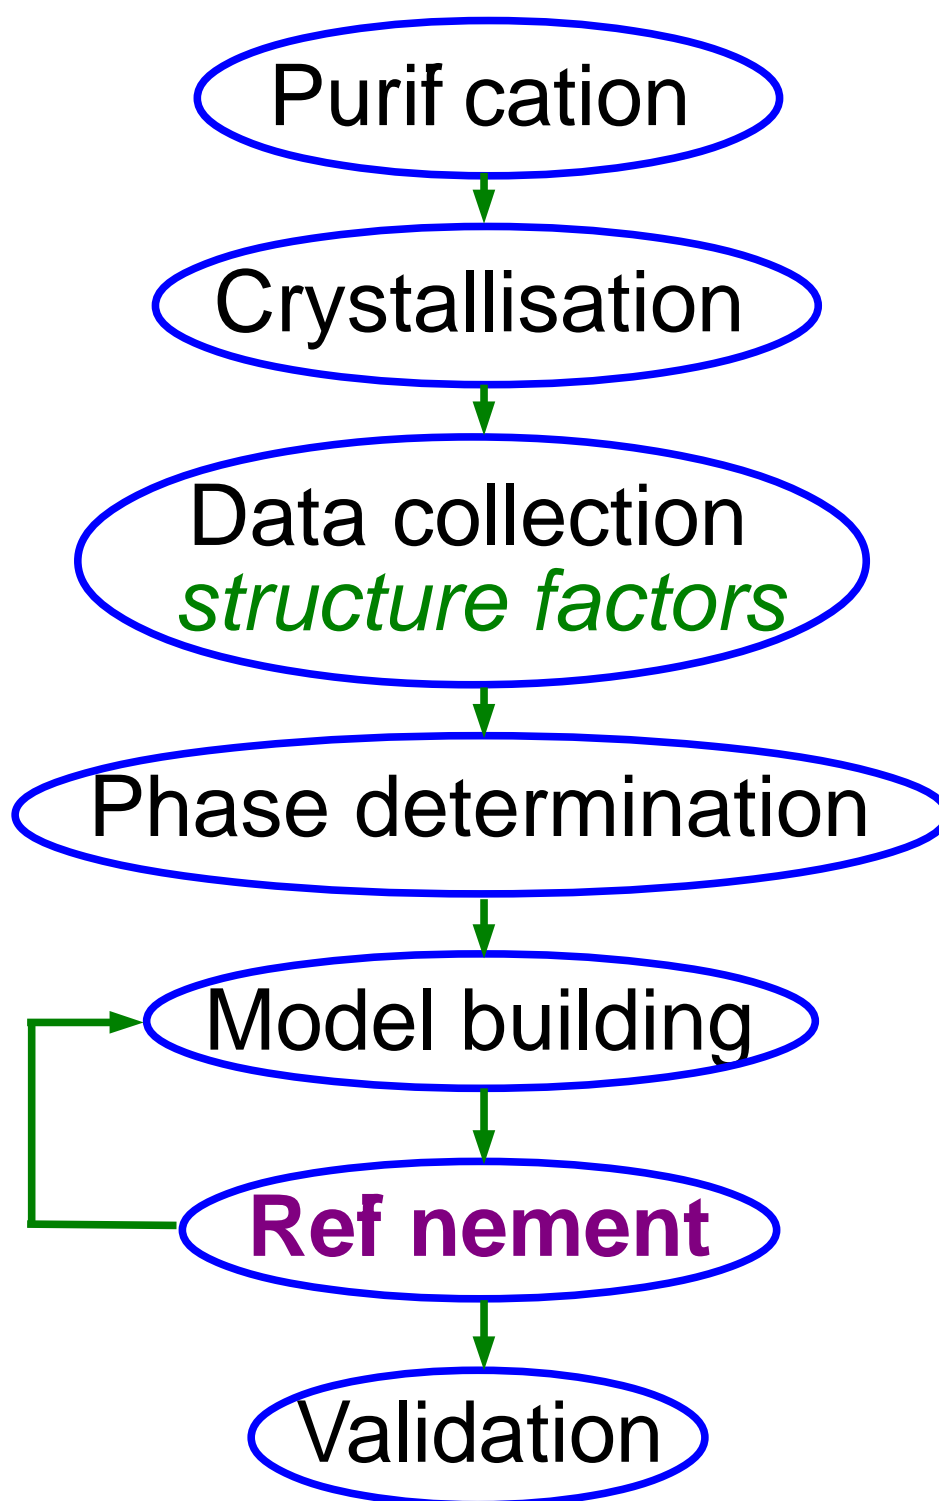 Purif cation
Crystallisation
Data collection
structure factors
Phase determination
Model building
Ref nement
Validation